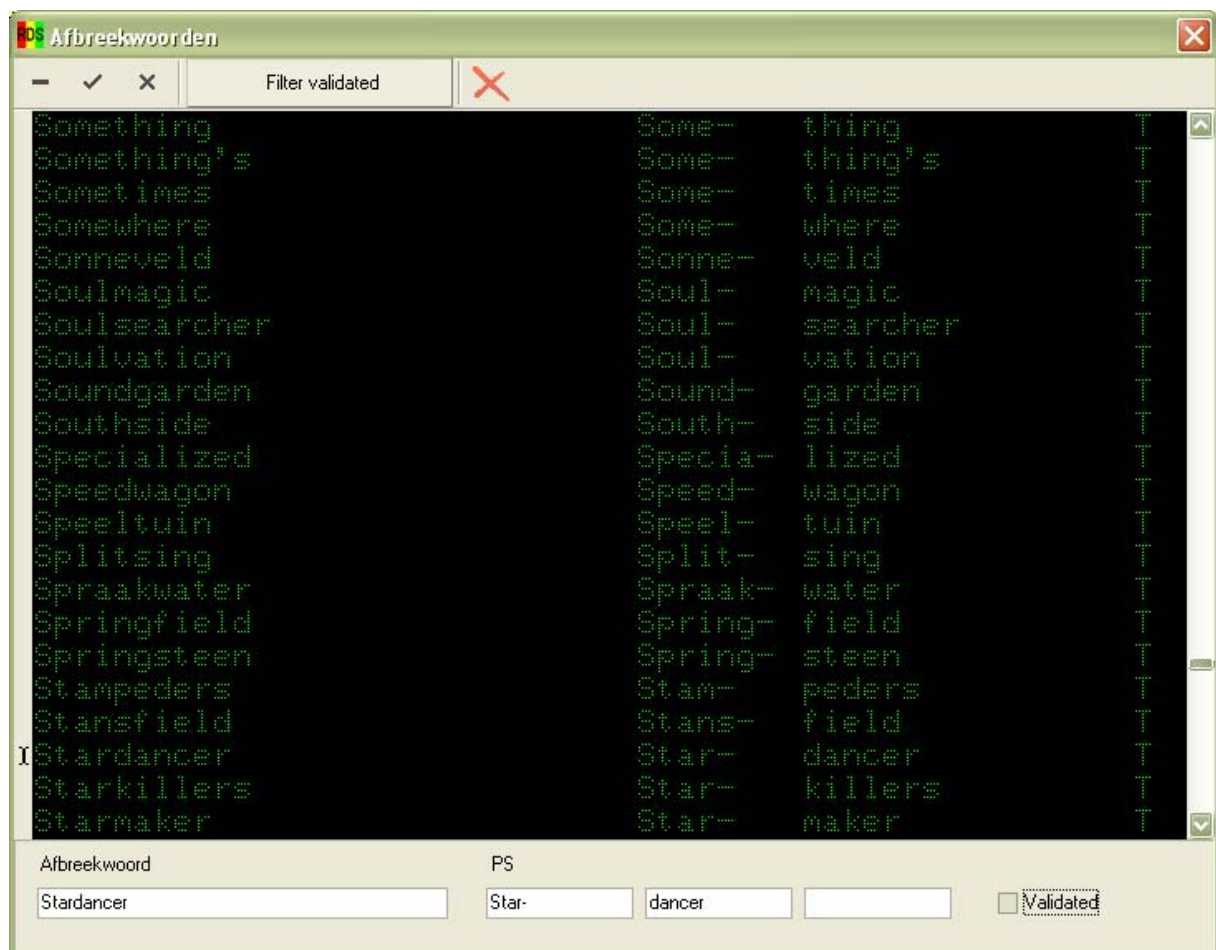 RDS Afbreekwoorden
Filter validated
Something Some- thing T
Something's Some- thing's T
Sometimes Some- times T
Somewhere Some- where T
Sonneveld Sonne- veld T
Soulmagic Soul- magic T
Soulsearcher Soul- searcher T
Soulvation Soul- vation T
Soundgarden Sound- garden T
Southside South- side T
Specialized Specia- lized T
Speedwagon Speed- wagon T
Speeltuin Speel- tuin T
Splitsing Split- sing T
Spraakwater Spraak- water T
Springfield Spring- field T
Springsteen Spring- steen T
Stampeders Stam- peders T
Stansfield Stans- field T
Stardancer Star- dancer T
Starkillers Star- killers T
Starmaker Star- maker T
Afbreekwoord PS
Stardancer Star- dancer Validated